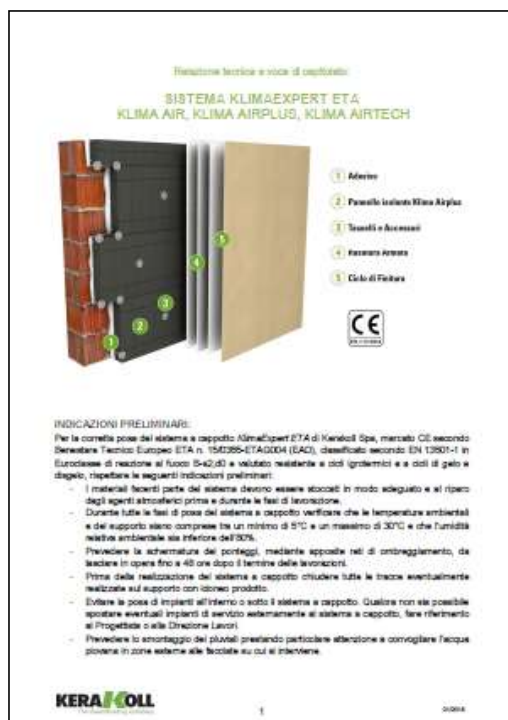 Relazione tecnica e voce di capitolato:
SISTEMA KLIMAEXPERT ETA
KLIMA AIR, KLIMA AIRPLUS, KLIMA AIRTECH
1 Adesivo
2 Pannello isolante Klima Airplus
3 Tasselli e Accessori
4 Rasatura Armata
5 Ciclo di Finitura
5
4
3
2
1
CE
INDICAZIONI PRELIMINARI:
Per la corretta posa del sistema a cappotto KlimaExpert ETA di Kerakoll Spa, marcato CE secondo
Benestare Tecnico Europeo ETA n. 15/0365-ETAG004 (EAD), classificato secondo EN 13501-1 in
Euroclasse di reazione al fuoco B-s2,d0 e valutato resistente a cicli igrotermici e a cicli di gelo e
disgelo, rispettare le seguenti indicazioni preliminari:
- I materiali facenti parte del sistema devono essere stoccati in modo adeguato e al riparo
dagli agenti atmosferici prima e durante le fasi di lavorazione.
- Durante tutte le fasi di posa del sistema a cappotto verificare che le temperature ambientali
e del supporto siano comprese tra un minimo di 5°C e un massimo di 30°C e che l'umidità
relativa ambientale sia inferiore dell'80%.
- Prevedere la schermatura dei ponteggi, mediante apposite reti di ombreggiamento, da
lasciare in opera fino a 48 ore dopo il termine delle lavorazioni.
- Prima della realizzazione del sistema a cappotto chiudere tutte le tracce eventualmente
realizzate sul supporto con idoneo prodotto.
- Evitare la posa di impianti all'interno o sotto il sistema a cappotto. Qualora non sia possibile
spostare eventuali impianti di servizio esternamente al sistema a cappotto, fare riferimento
al Progettista o alla Direzione Lavori.
- Prevedere lo smontaggio dei pluviali prestando particolare attenzione a convogliare l'acqua
piovana in zone esterne alle facciate su cui si interviene.
KERAKOLL
1